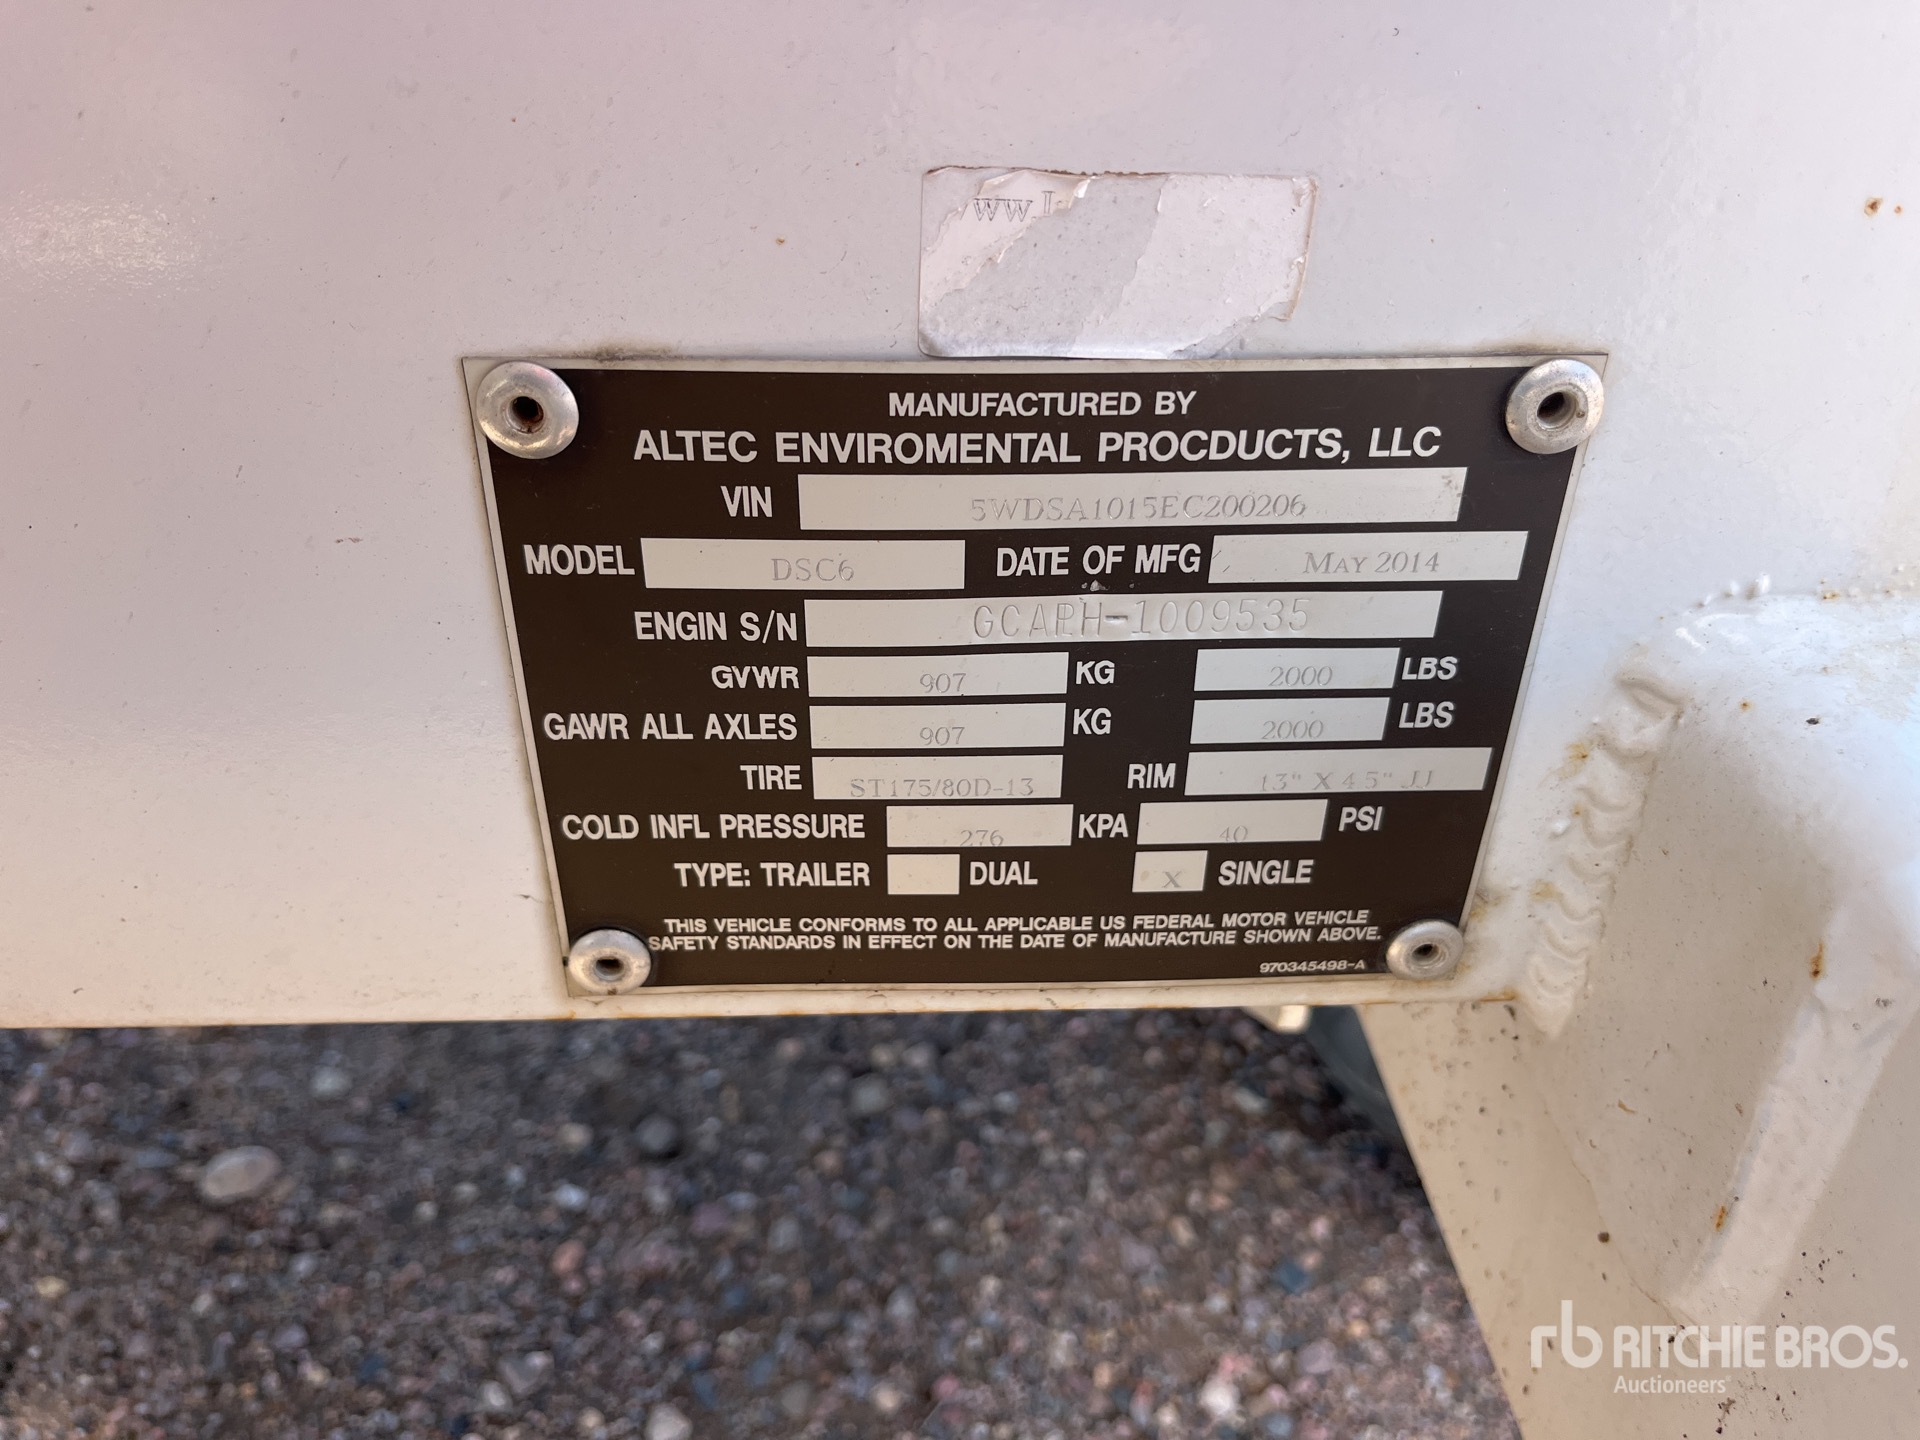 MANUFACTURED BY
ALTEC ENVIROMENTAL PROCDUCTS, LLC
VIN 5WDSA1015EC200206
MODEL DSC6 DATE OF MFG MAY 2014
ENGIN S/N GCAPH-1009535
GVWR 907 KG 2000 LBS
GAWR ALL AXLES 907 KG 2000 LBS
TIRE ST175/80D-13 RIM 13" X 4.5" JJ
COLD INFL PRESSURE 276 KPA 40 PSI
TYPE: TRAILER DUAL X SINGLE
THIS VEHICLE CONFORMS TO ALL APPLICABLE US FEDERAL MOTOR VEHICLE
SAFETY STANDARDS IN EFFECT ON THE DATE OF MANUFACTURE SHOWN ABOVE.
970345498-A
rb RITCHIE BROS.
Auctioneers